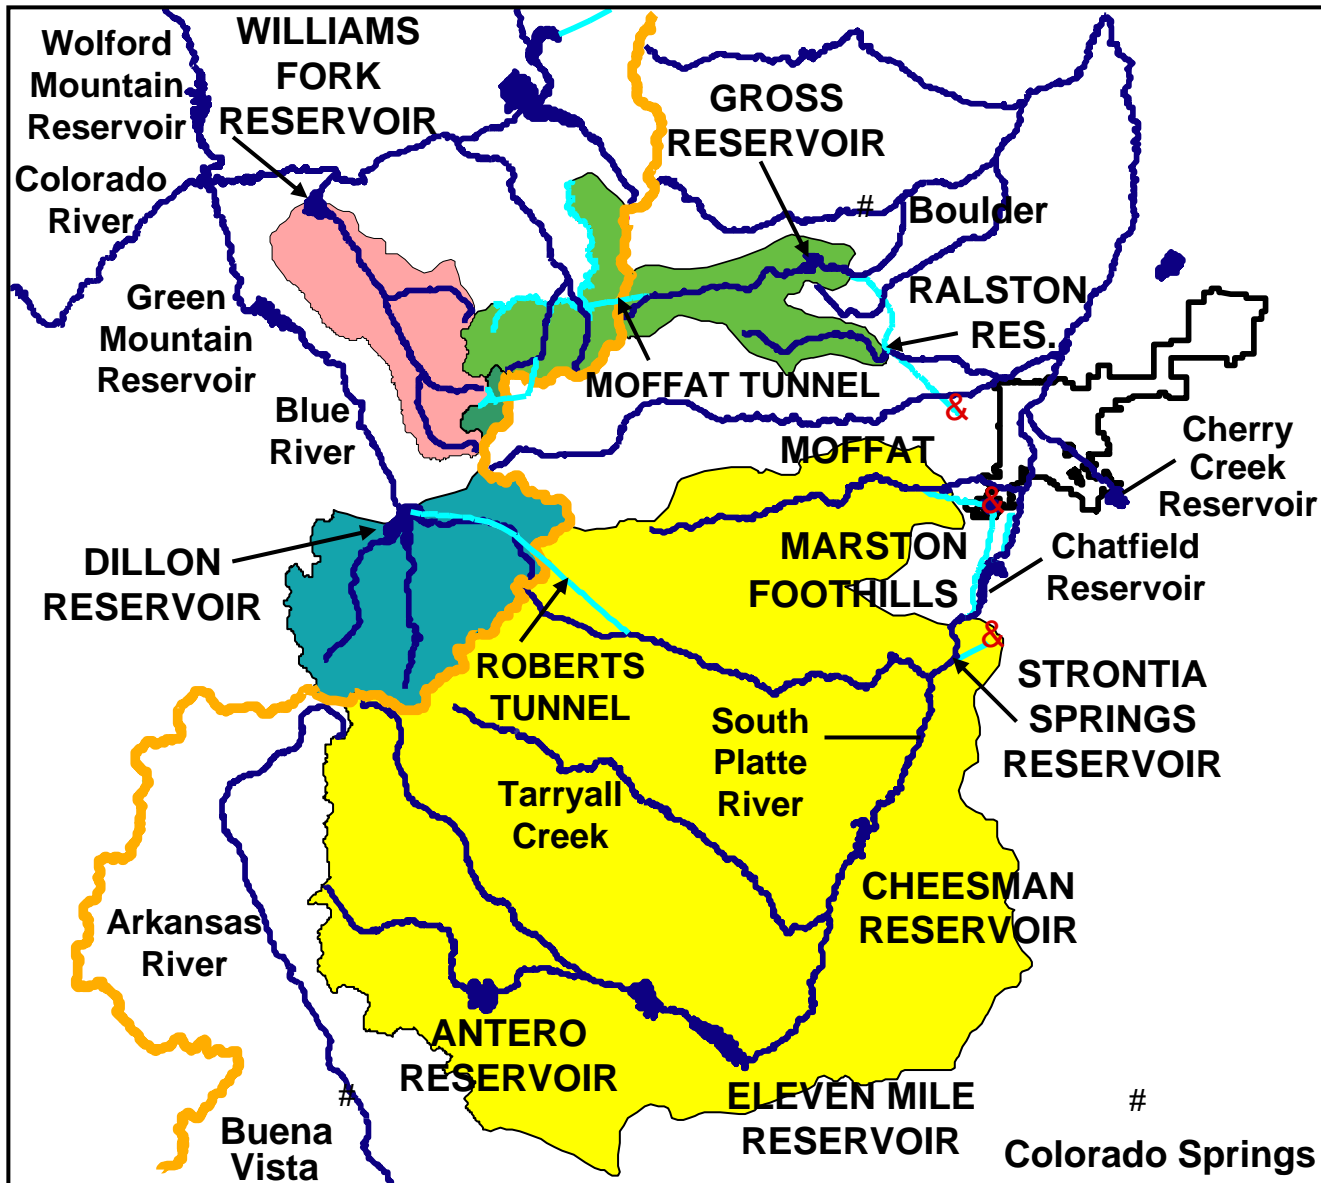 Wolford
Mountain
Reservoir
WILLIAMS
FORK
RESERVOIR
GROSS
RESERVOIR
Colorado
River
#
Boulder
Green
Mountain
Reservoir
RALSTON
RES.
MOFFAT TUNNEL
&
Blue
River
MOFFAT
Cherry
Creek
Reservoir
&
MARSTON
DILLON
RESERVOIR
FOOTHILLS
Chatfield
Reservoir
&
ROBERTS
TUNNEL
STRONTIA
SPRINGS
RESERVOIR
South
Platte
River
Tarryall
Creek
CHEESMAN
RESERVOIR
Arkansas
River
ANTERO
RESERVOIR
ELEVEN MILE
RESERVOIR
#
Buena
Vista
#
Colorado Springs